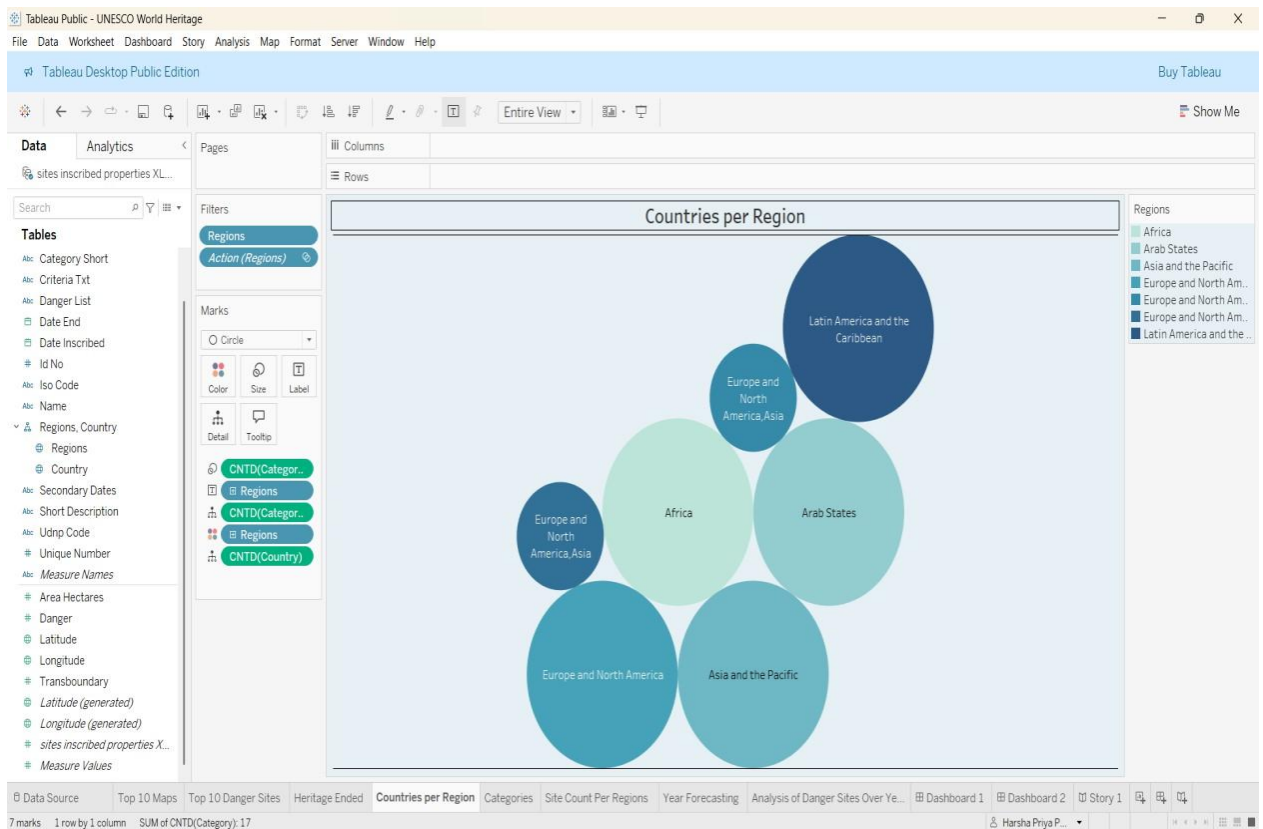 Tableau Public - UNESCO World Heritage
File Data Worksheet Dashboard Story Analysis Map Format Server Window Help
Tableau Desktop Public Edition
Buy Tableau
Entire View
Show Me
Data
Analytics
sites inscribed properties XL...
Search
Tables
Abc Category Short
Abc Criteria Txt
Abc Danger List
Date End
Date Inscribed
# Id No
Abc Iso Code
Abc Name
Regions, Country
Regions
Country
Abc Secondary Dates
Abc Short Description
Abc Udnp Code
# Unique Number
Abc Measure Names
# Area Hectares
# Danger
Latitude
Longitude
# Transboundary
Latitude (generated)
Longitude (generated)
# sites inscribed properties X...
# Measure Values
Pages
Filters
Regions
Action (Regions)
Marks
Circle
Color
Size
Label
Detail
Tooltip
CNTD(Categor..
Regions
CNTD(Categor..
Regions
CNTD(Country)
Columns
Rows
Countries per Region
Latin America and the
Caribbean
Europe and
North
America,Asia
Africa
Arab States
Europe and
North
America,Asia
Europe and North America
Asia and the Pacific
Regions
Africa
Arab States
Asia and the Pacific
Europe and North Am..
Europe and North Am..
Europe and North Am..
Latin America and the ..
Data Source
Top 10 Maps
Top 10 Danger Sites
Heritage Ended
Countries per Region
Categories
Site Count Per Regions
Year Forecasting
Analysis of Danger Sites Over Ye...
Dashboard 1
Dashboard 2
Story 1
7 marks 1 row by 1 column SUM of CNTD(Category): 17
Harsha Priya P...